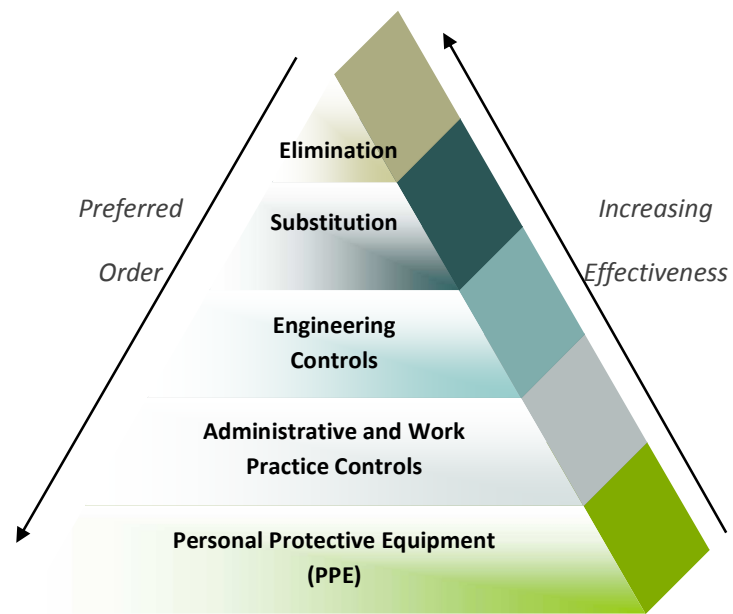 Elimination
Preferred
Substitution
Increasing
Order
Effectiveness
Engineering
Controls
Administrative and Work
Practice Controls
Personal Protective Equipment
(PPE)